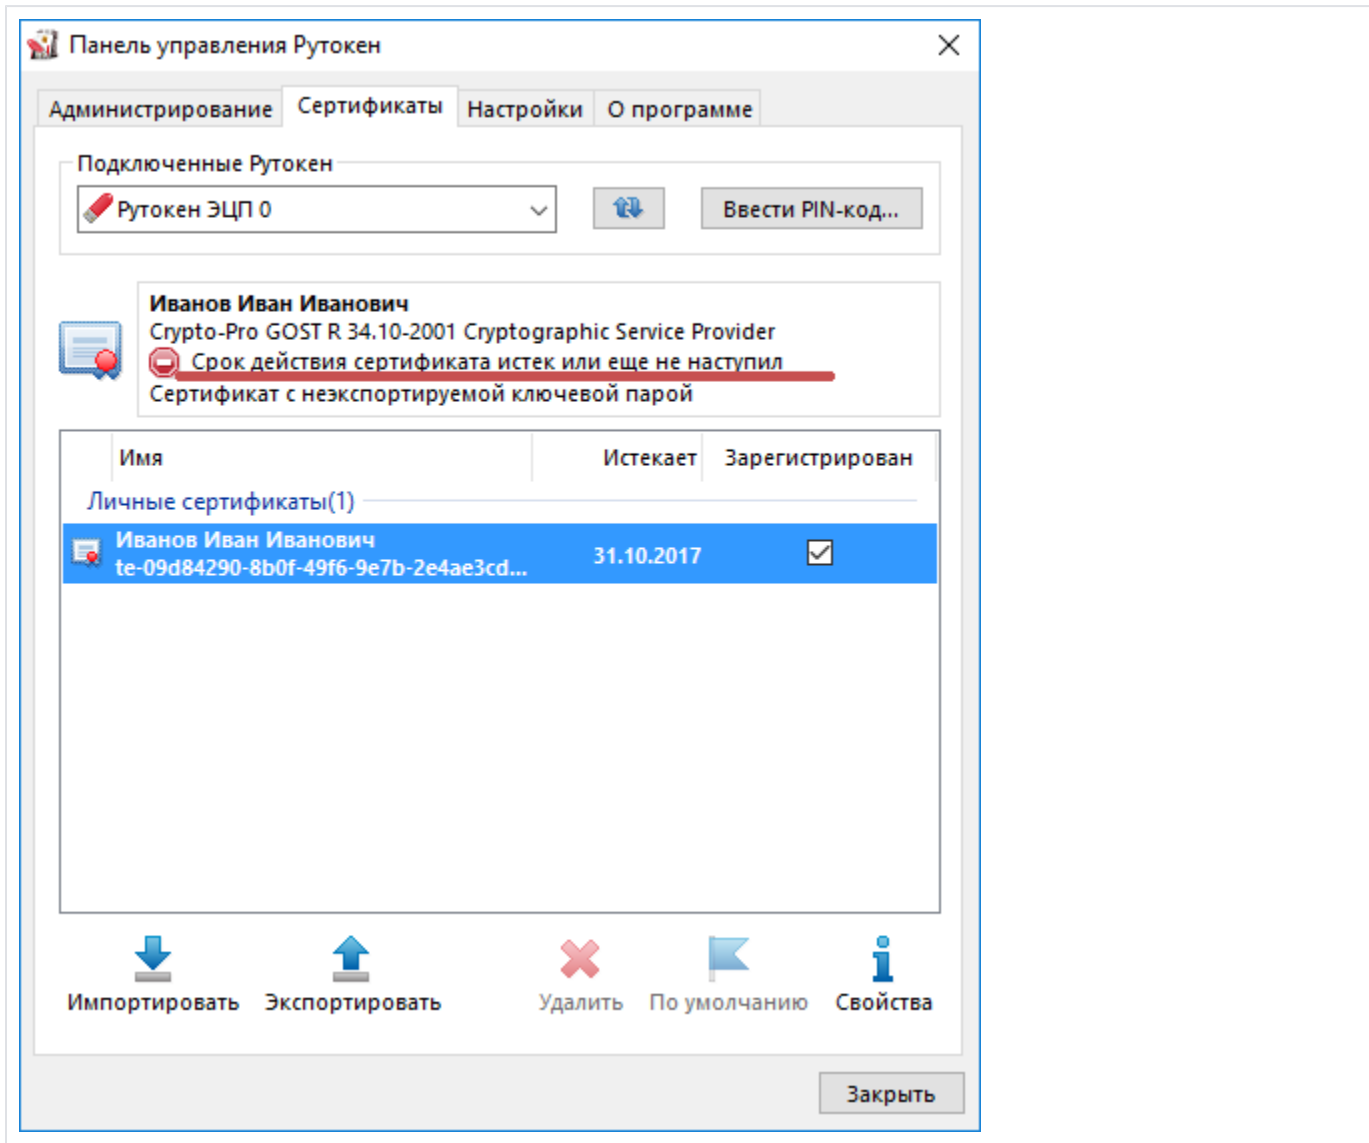 Панель управления Рутокен
Администрирование Сертификаты Настройки О программе
Подключенные Рутокен
Рутокен ЭЦП 0 Ввести PIN-код...
Иванов Иван Иванович
Crypto-Pro GOST R 34.10-2001 Cryptographic Service Provider
Срок действия сертификата истек или еще не наступил
Сертификат с неэкспортируемой ключевой парой
Имя Истекает Зарегистрирован
Личные сертификаты(1)
Иванов Иван Иванович
te-09d84290-8b0f-49f6-9e7b-2e4ae3cd... 31.10.2017
Импортировать Экспортировать Удалить По умолчанию Свойства
Закрыть